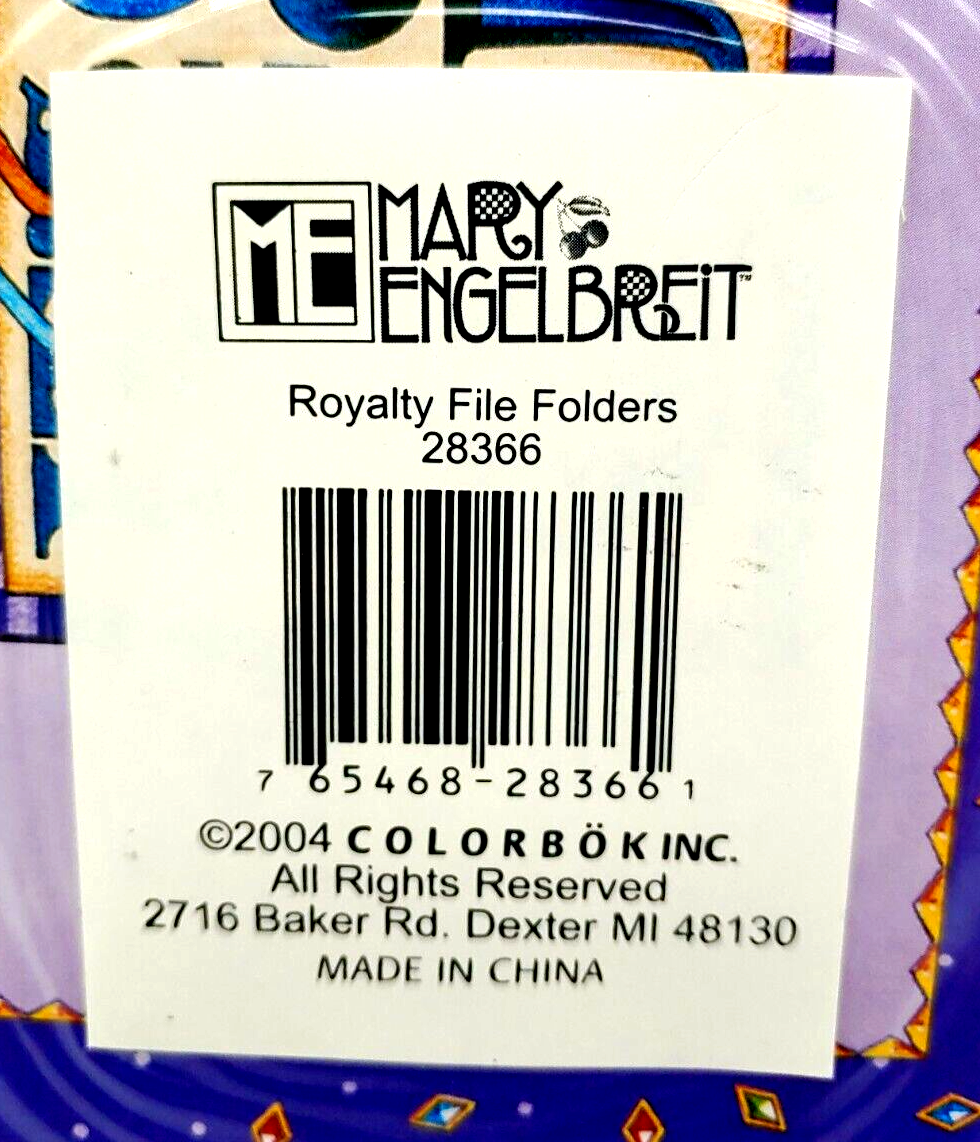 ME MARY
ENGELBREIT™
Royalty File Folders
28366
7 65468-28366 1
©2004 COLORBÖK INC.
All Rights Reserved
2716 Baker Rd. Dexter MI 48130
MADE IN CHINA